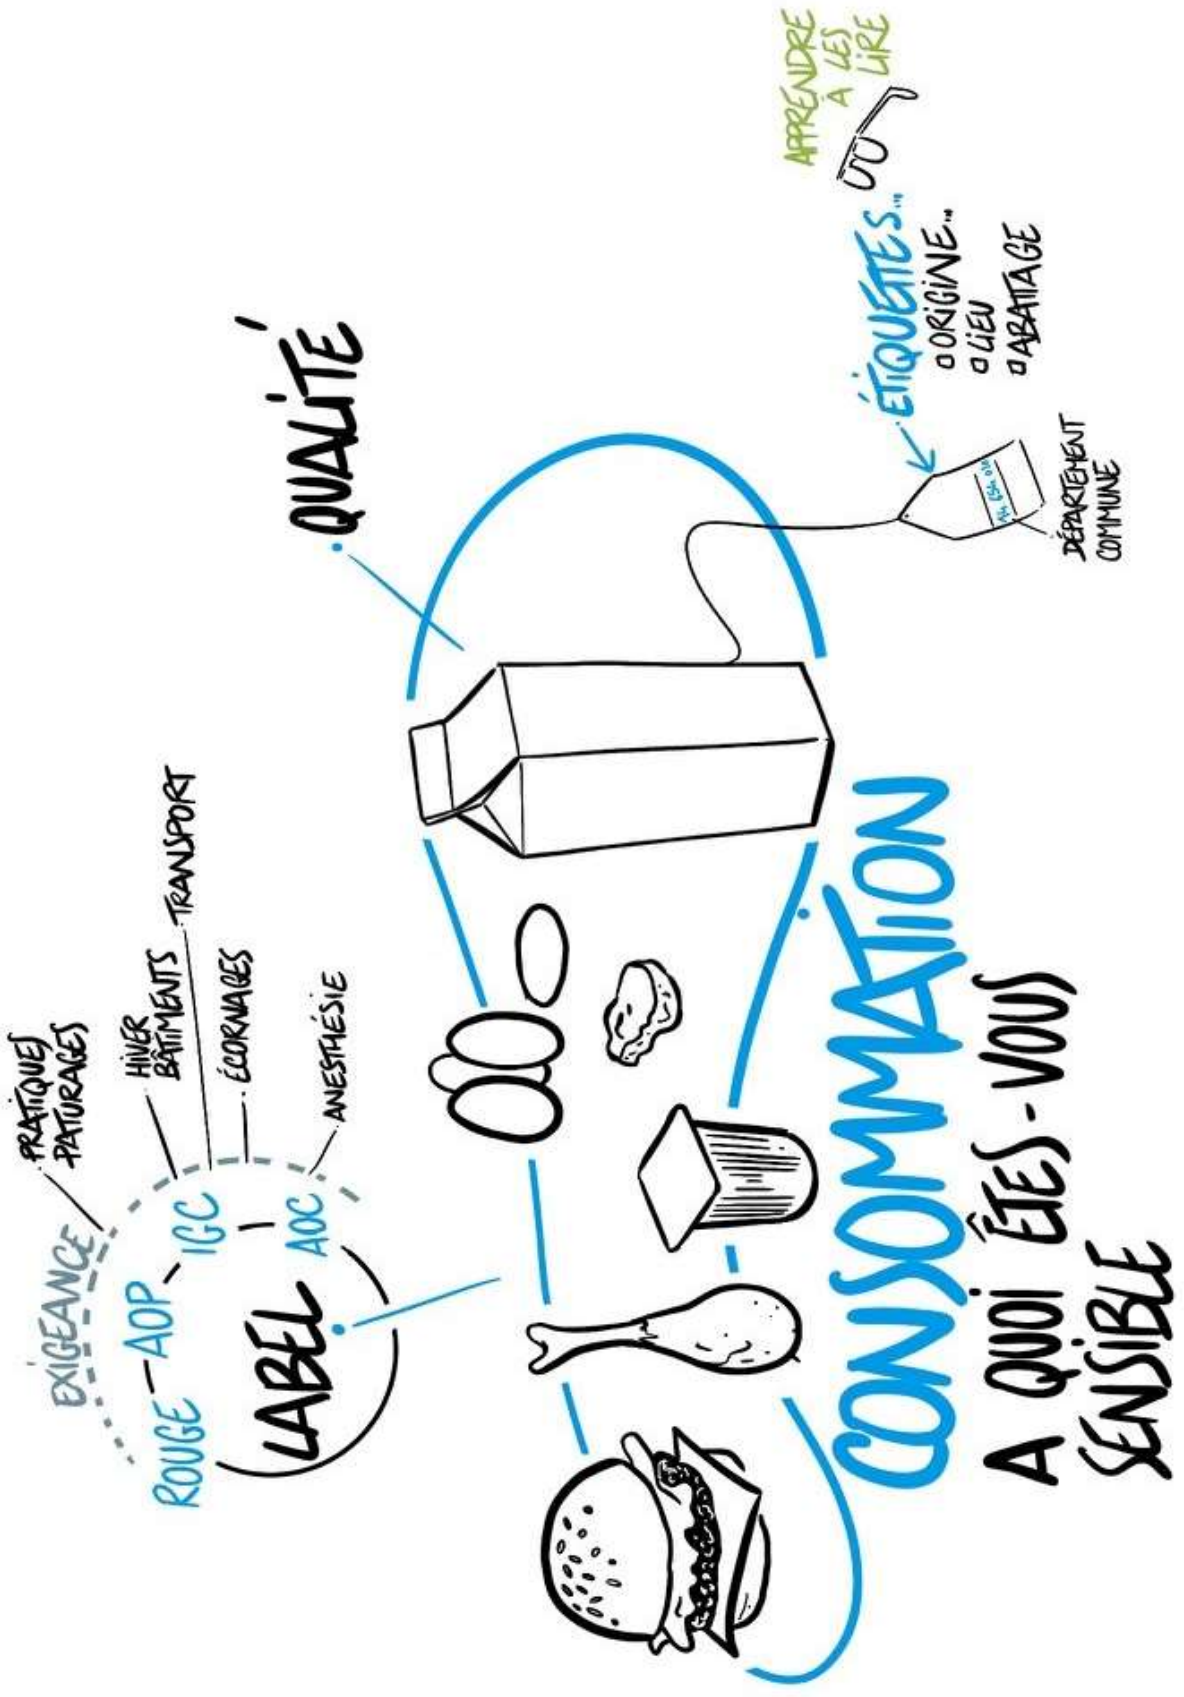 EXIGEANCE
PRATIQUES
PATURAGES
HIVER
BÂTIMENTS
TRANSPORT
ÉCORNAGES
ANESTHÉSIE
ROUGE - AOP - IGC - AOC
LABEL
QUALITÉ
CONSOMMATION
A QUOI ÊTES-VOUS
SENSIBLE
ÉTIQUETTES...
ORIGINE...
LIEU
ABATTAGE
APPRENDRE
À LES
LIRE
DÉPARTEMENT
COMMUNE